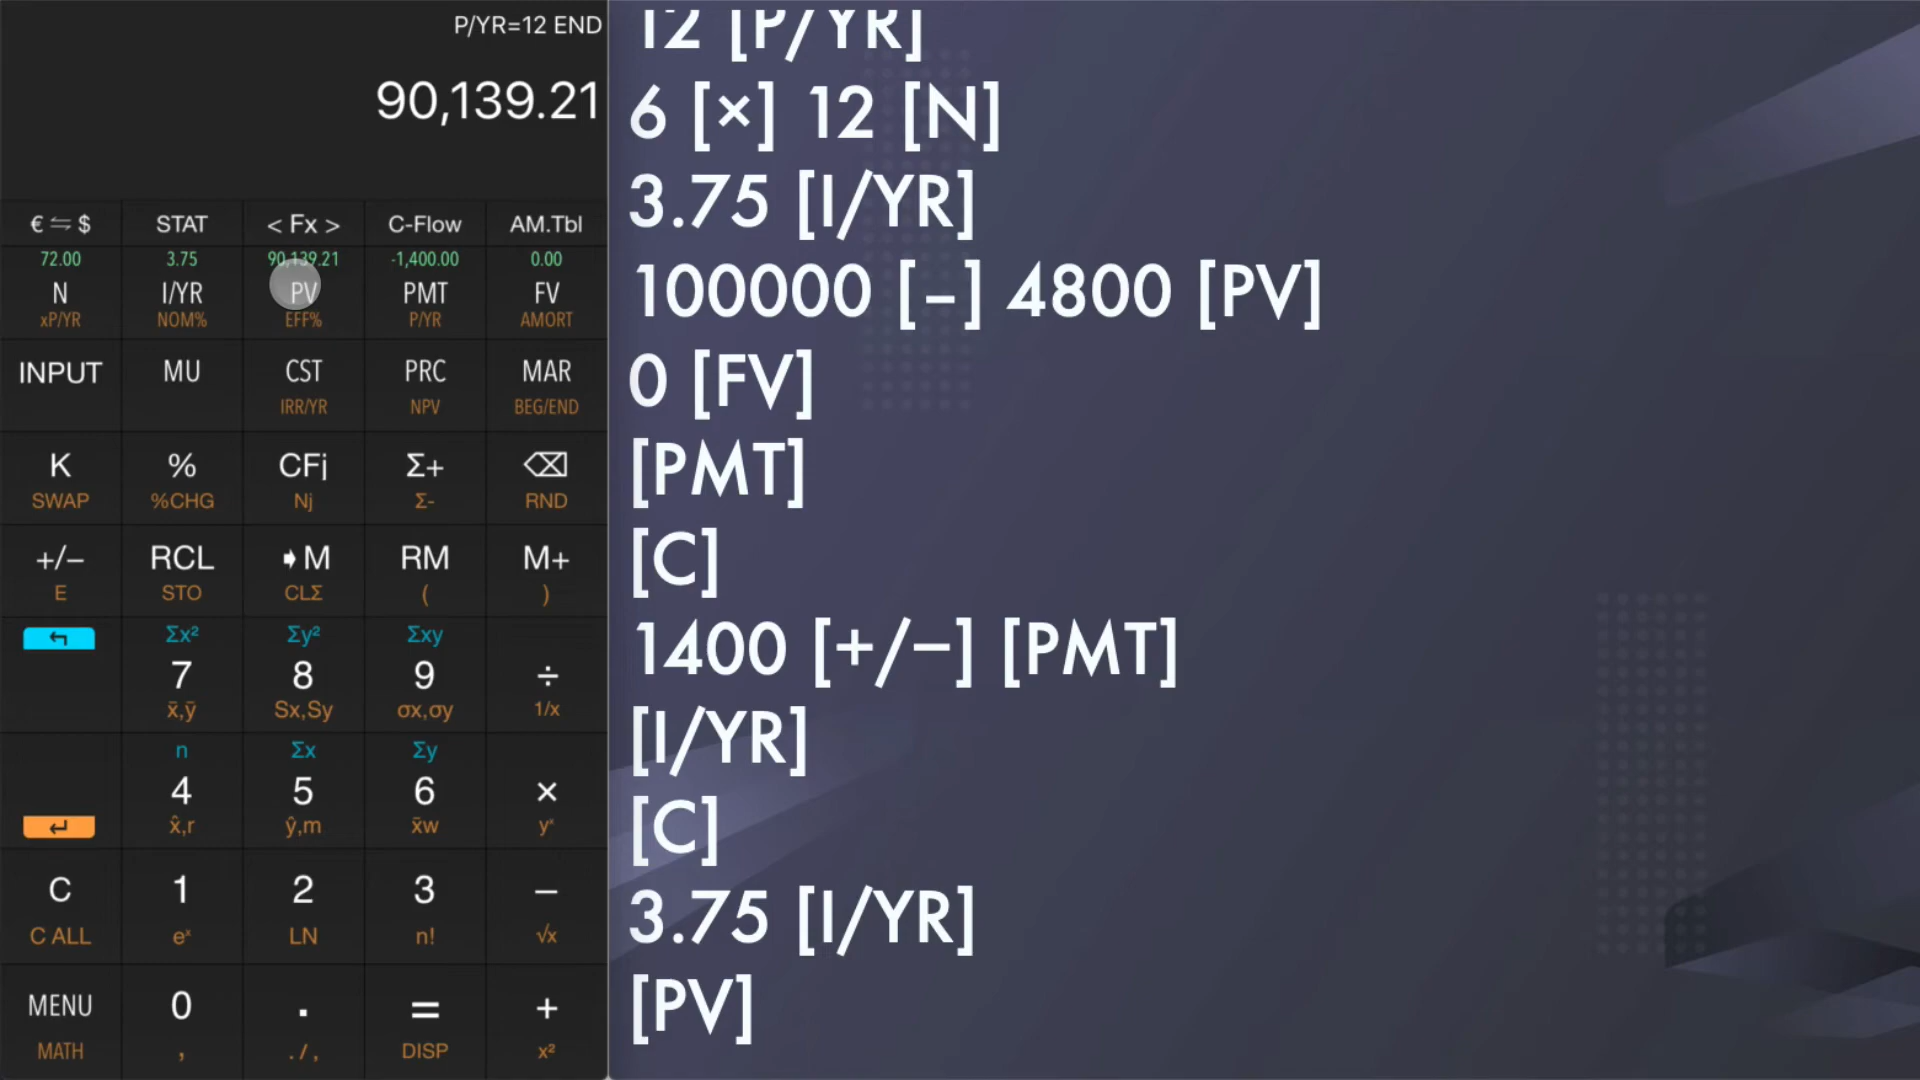 P/YR=12 END
90,139.21
€ ⇋ $ STAT < Fx > C-Flow AM.Tbl
72.00 3.75 90,139.21 -1,400.00 0.00
N I/YR PV PMT FV
xP/YR NOM% EFF% P/YR AMORT
INPUT MU CST PRC MAR
IRR/YR NPV BEG/END
K % CFj Σ+ ⌫
SWAP %CHG Nj Σ- RND
+/− RCL ➧M RM M+
E STO CLΣ ( )
↰ Σx² Σy² Σxy
7 8 9 ÷
x̄,ȳ Sx,Sy σx,σy 1/x
n Σx Σy
4 5 6 ×
↵ x̂,r ŷ,m x̄w yˣ
C 1 2 3 −
C ALL eˣ LN n! √x
MENU 0 . = +
MATH , ./, DISP x²
12 [P/YR]
6 [×] 12 [N]
3.75 [I/YR]
100000 [–] 4800 [PV]
0 [FV]
[PMT]
[C]
1400 [+/−] [PMT]
[I/YR]
[C]
3.75 [I/YR]
[PV]